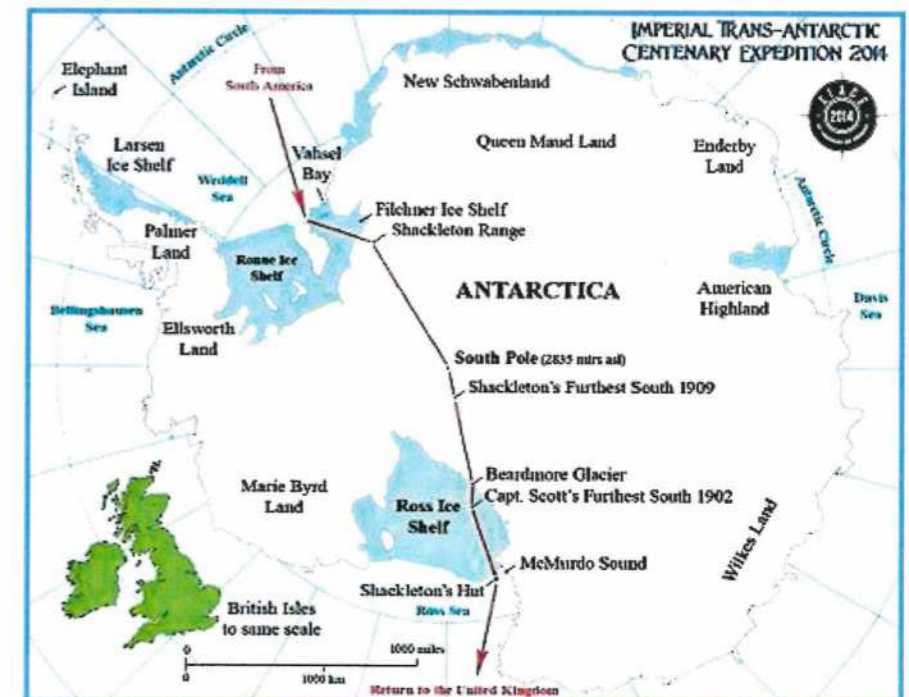 IMPERIAL TRANS-ANTARCTIC
CENTENARY EXPEDITION 2014
Elephant
Island
Antarctic Circle
From
South America
New Schwabenland
2014
Larsen
Ice Shelf
Vahsel
Bay
Queen Maud Land
Enderby
Land
Weddell
Sea
Filchner Ice Shelf
Shackleton Range
Antarctic Circle
Palmer
Land
Ronne Ice
Shelf
ANTARCTICA
American
Highland
Davis
Sea
Bellingshausen
Sea
Ellsworth
Land
South Pole (2835 mtrs asl)
Shackleton's Furthest South 1909
Beardmore Glacier
Capt. Scott's Furthest South 1902
Marie Byrd
Land
Ross Ice
Shelf
Wilkes Land
McMurdo Sound
Shackleton's Hut
Ross Sea
British Isles
to same scale
0
1000 miles
0
1000 km
Return to the United Kingdom